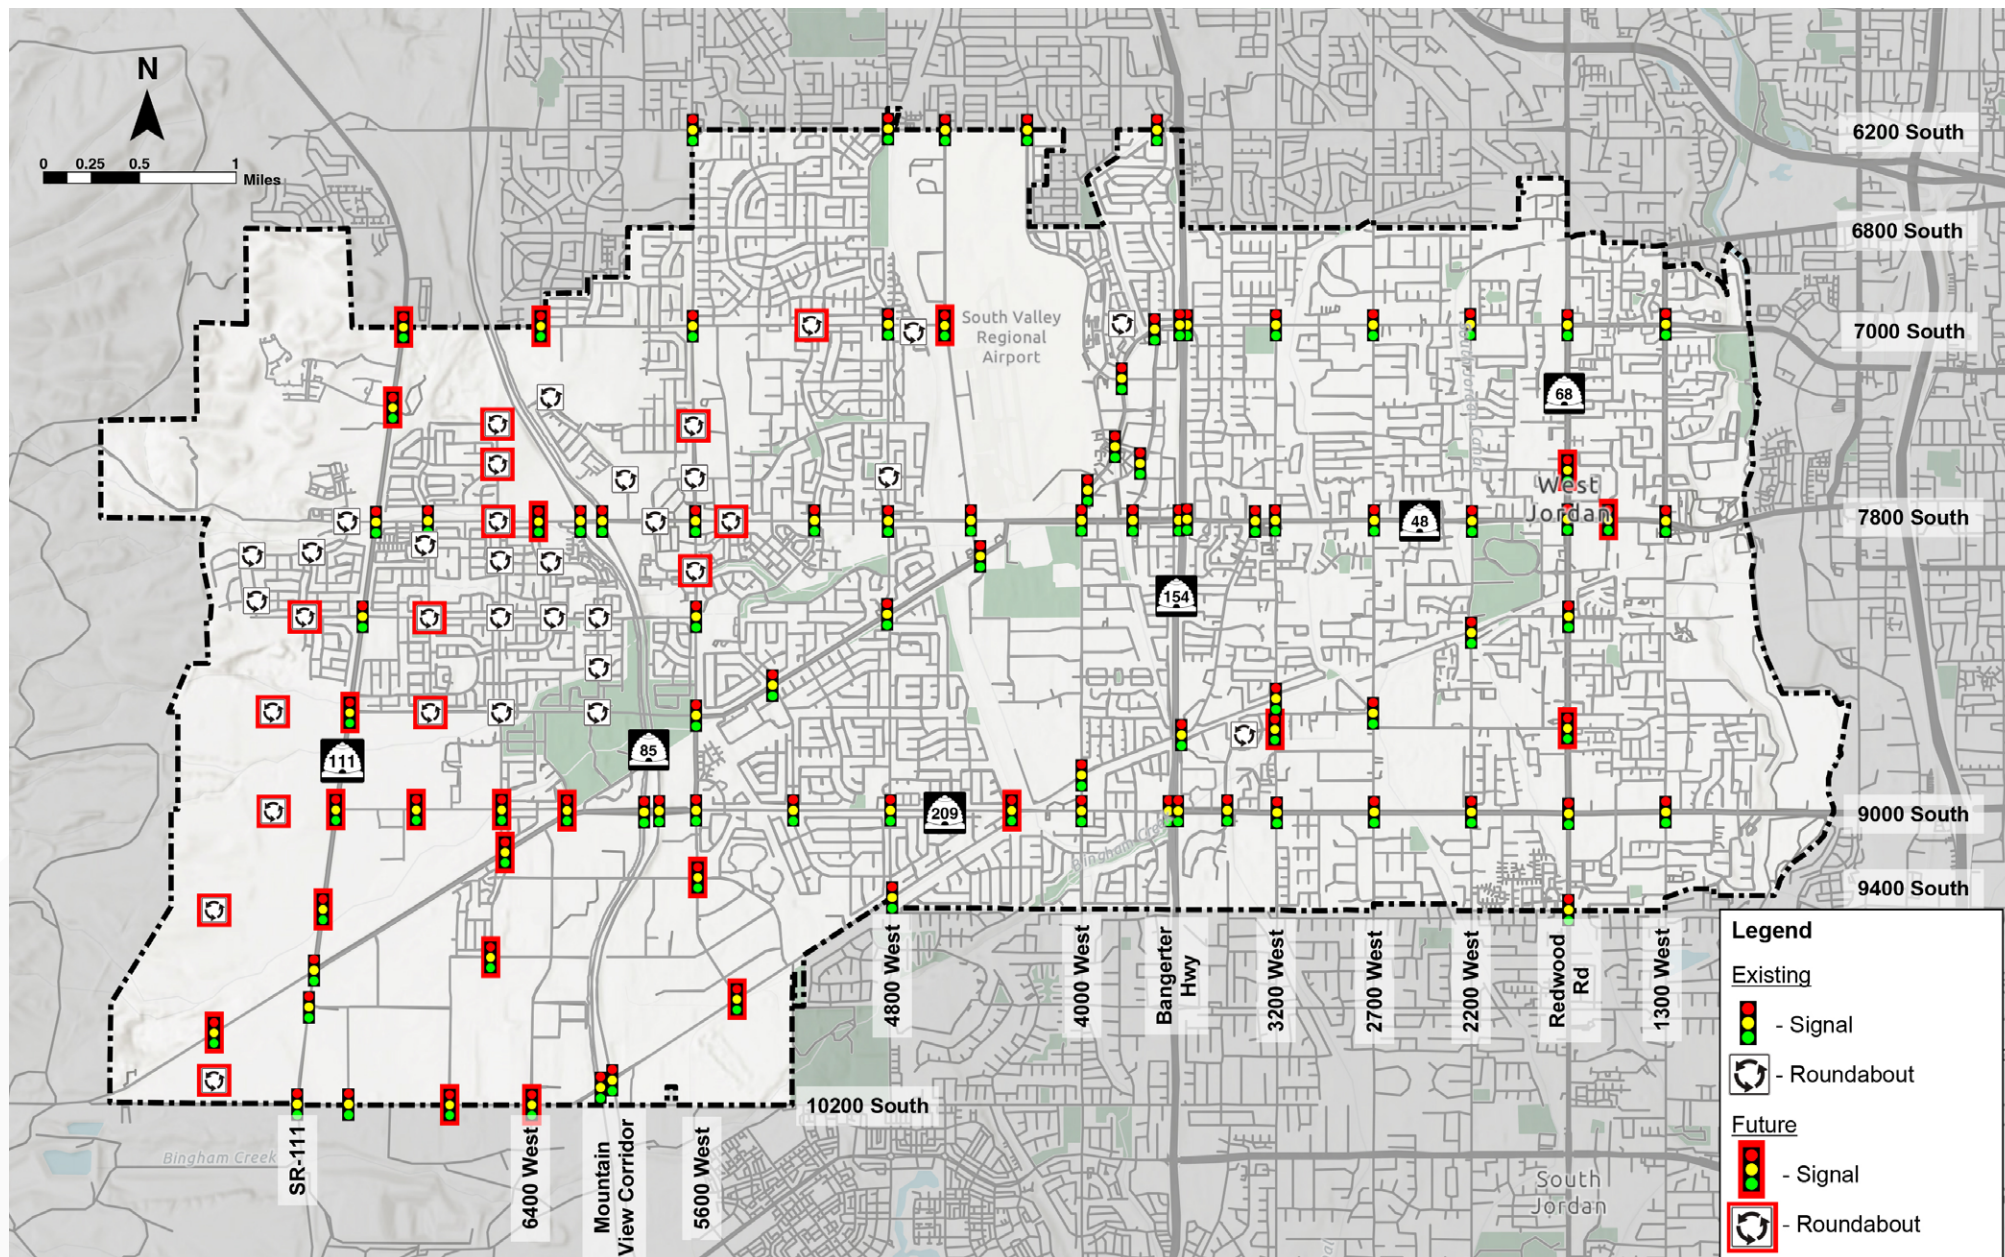 N
0 0.25 0.5 1
Miles
6200 South
6800 South
South Valley
Regional
Airport
7000 South
68
West
Jordan
48
7800 South
154
111
85
209
9000 South
Bingham Creek
9400 South
4800 West
4000 West
Bangerter
Hwy
3200 West
2700 West
2200 West
Redwood
Rd
1300 West
10200 South
Bingham Creek
SR-111
6400 West
Mountain
View Corridor
5600 West
South
Jordan
Legend
Existing
- Signal
- Roundabout
Future
- Signal
- Roundabout